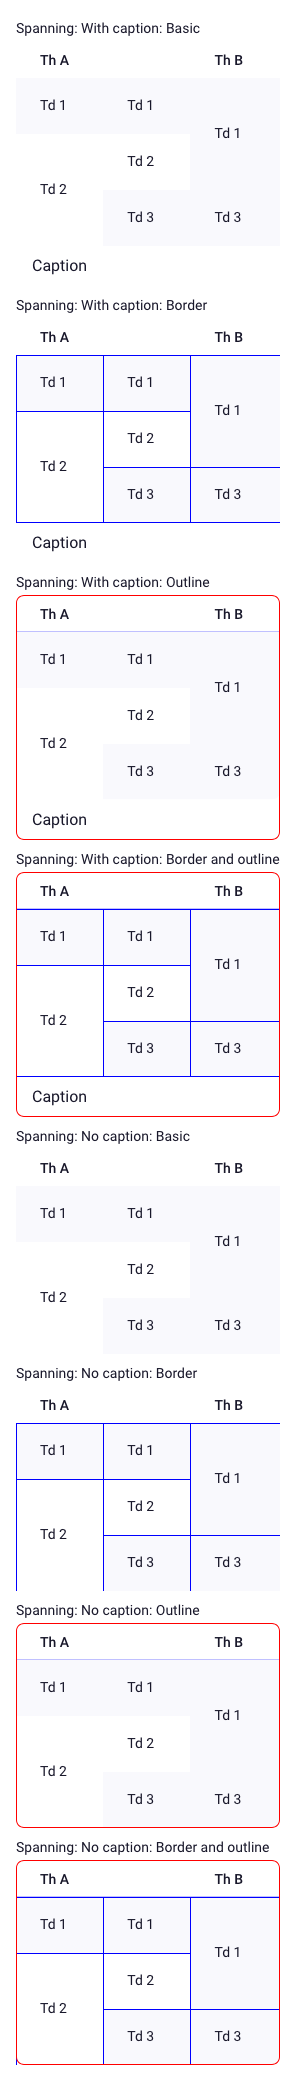 Spanning: With caption: Basic
Th A Th B
Td 1 Td 1
Td 1
Td 2
Td 2
Td 3 Td 3
Caption
Spanning: With caption: Border
Th A Th B
Td 1 Td 1
Td 1
Td 2
Td 2
Td 3 Td 3
Caption
Spanning: With caption: Outline
Th A Th B
Td 1 Td 1
Td 1
Td 2
Td 2
Td 3 Td 3
Caption
Spanning: With caption: Border and outline
Th A Th B
Td 1 Td 1
Td 1
Td 2
Td 2
Td 3 Td 3
Caption
Spanning: No caption: Basic
Th A Th B
Td 1 Td 1
Td 1
Td 2
Td 2
Td 3 Td 3
Spanning: No caption: Border
Th A Th B
Td 1 Td 1
Td 1
Td 2
Td 2
Td 3 Td 3
Spanning: No caption: Outline
Th A Th B
Td 1 Td 1
Td 1
Td 2
Td 2
Td 3 Td 3
Spanning: No caption: Border and outline
Th A Th B
Td 1 Td 1
Td 1
Td 2
Td 2
Td 3 Td 3